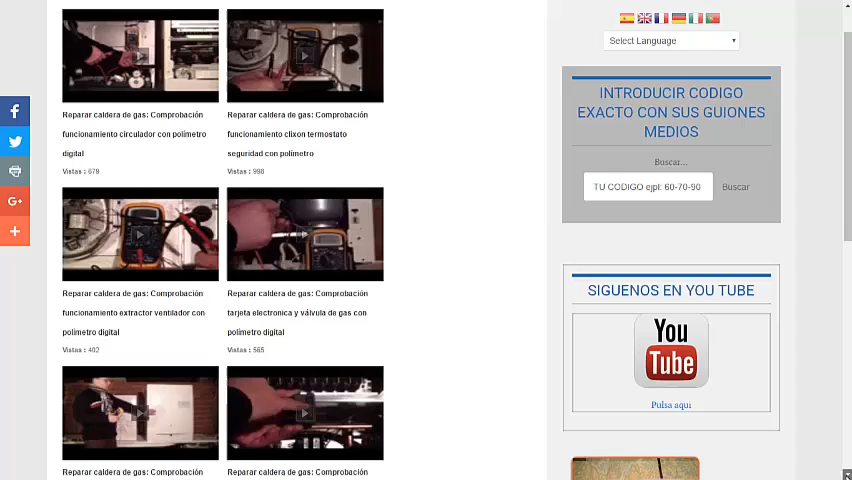 Reparar caldera de gas: Comprobación
funcionamiento circulador con polímetro
digital
Vistas : 679
Reparar caldera de gas: Comprobación
funcionamiento clixon termostato
seguridad con polímetro
Vistas : 998
Reparar caldera de gas: Comprobación
funcionamiento extractor ventilador con
polímetro digital
Vistas : 402
Reparar caldera de gas: Comprobación
tarjeta electronica y válvula de gas con
polímetro digital
Vistas : 565
Reparar caldera de gas: Comprobación
Reparar caldera de gas: Comprobación
Select Language
INTRODUCIR CODIGO
EXACTO CON SUS GUIONES
MEDIOS
Buscar...
TU CODIGO ejpl: 60-70-90
Buscar
SIGUENOS EN YOU TUBE
You
Tube
Pulsa aqui
G+